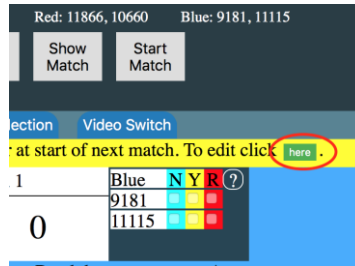 Red: 11866, 10660 Blue: 9181, 11115
Show Match
Start Match
lection Video Switch
r at start of next match. To edit click here .
1 Blue N Y R ?
9181
0
11115